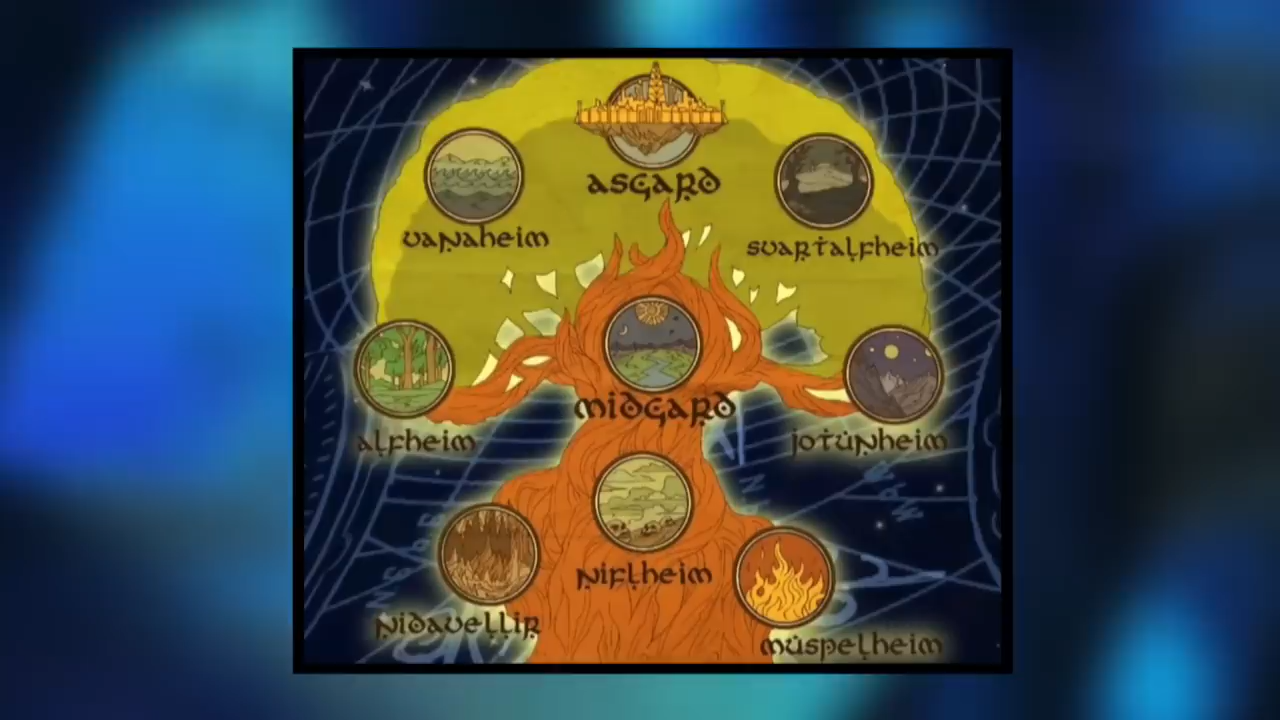 asgard
vanaheim
svartalfheim
midgard
alfheim
jotunheim
niflheim
nidavellir
muspelheim